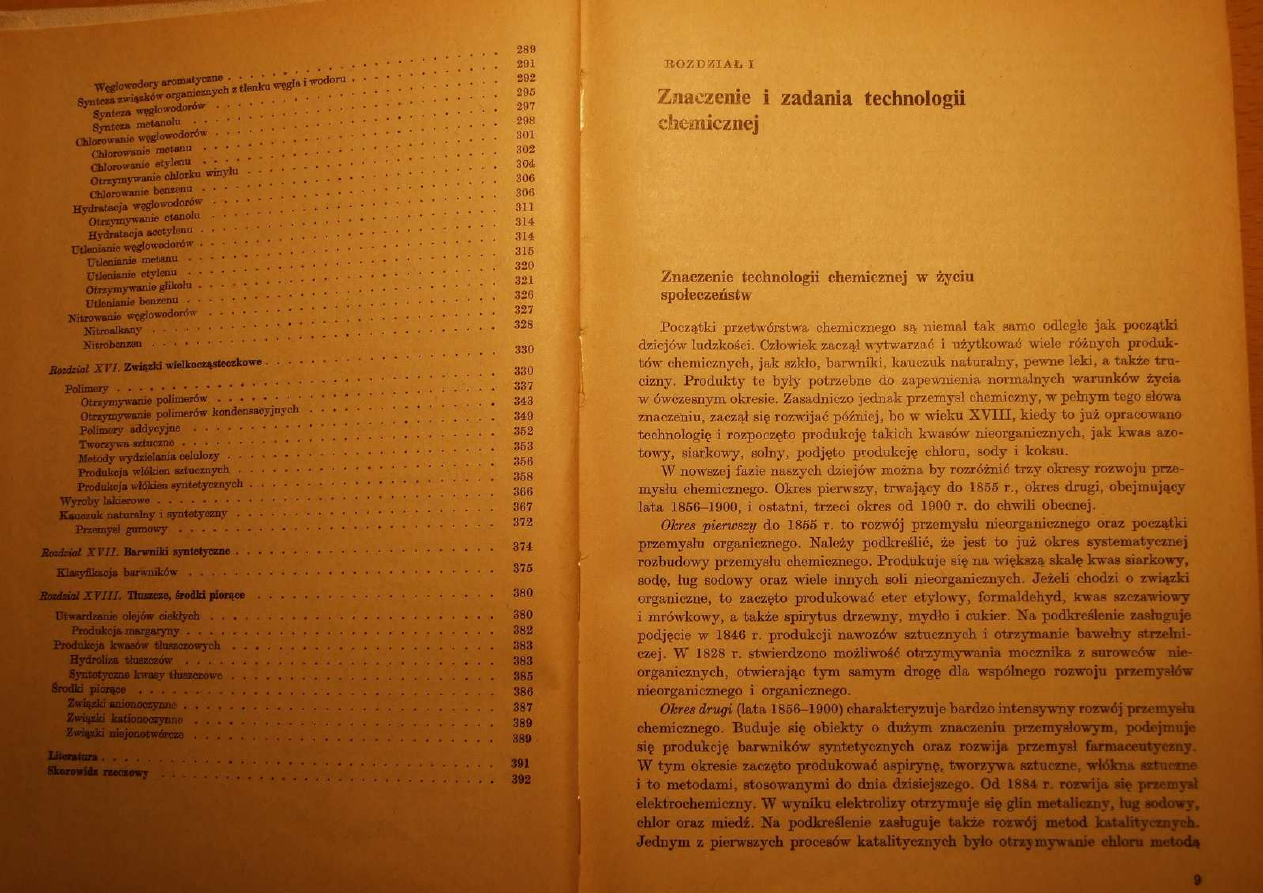 Węglowodory aromatyczne . . . . . . . . . . 289
Synteza związków organicznych z tlenku węgla i wodoru . . . . . . . . . . 291
Synteza węglowodorów . . . . . . . . . . 292
Synteza metanolu . . . . . . . . . . 295
Chlorowanie węglowodorów . . . . . . . . . . 297
Chlorowanie metanu . . . . . . . . . . 298
Chlorowanie etylenu . . . . . . . . . . 301
Otrzymywanie chlorku winylu . . . . . . . . . . 302
Chlorowanie benzenu . . . . . . . . . . 304
Hydratacja węglowodorów . . . . . . . . . . 306
Otrzymywanie etanolu . . . . . . . . . . 306
Hydratacja acetylenu . . . . . . . . . . 311
Utlenianie węglowodorów . . . . . . . . . . 314
Utlenianie metanu . . . . . . . . . . 314
Utlenianie etylenu . . . . . . . . . . 315
Otrzymywanie glikolu . . . . . . . . . . 320
Utlenianie benzenu . . . . . . . . . . 321
Nitrowanie węglowodorów . . . . . . . . . . 326
Nitroalkany . . . . . . . . . . 327
Nitrobenzen . . . . . . . . . . 328
Rozdział XVI. Związki wielkocząsteczkowe . . . . . . . . . . 330
Polimery . . . . . . . . . . 330
Otrzymywanie polimerów . . . . . . . . . . 337
Otrzymywanie polimerów kondensacyjnych . . . . . . . . . . 343
Polimery addycyjne . . . . . . . . . . 349
Tworzywa sztuczne . . . . . . . . . . 352
Metody wydzielania celulozy . . . . . . . . . . 353
Produkcja włókien sztucznych . . . . . . . . . . 356
Produkcja włókien syntetycznych . . . . . . . . . . 358
Wyroby lakierowe . . . . . . . . . . 366
Kauczuk naturalny i syntetyczny . . . . . . . . . . 367
Przemysł gumowy . . . . . . . . . . 372
Rozdział XVII. Barwniki syntetyczne . . . . . . . . . . 374
Klasyfikacja barwników . . . . . . . . . . 375
Rozdział XVIII. Tłuszcze, środki piorące . . . . . . . . . . 380
Utwardzanie olejów ciekłych . . . . . . . . . . 380
Produkcja margaryny . . . . . . . . . . 382
Produkcja kwasów tłuszczowych . . . . . . . . . . 383
Hydroliza tłuszczów . . . . . . . . . . 383
Syntetyczne kwasy tłuszczowe . . . . . . . . . . 385
Środki piorące . . . . . . . . . . 386
Związki anionoczynne . . . . . . . . . . 387
Związki kationoczynne . . . . . . . . . . 389
Związki niejonotwórcze . . . . . . . . . . 389
Literatura . . . . . . . . . . 391
Skorowidz rzeczowy . . . . . . . . . . 392
ROZDZIAŁ I
Znaczenie i zadania technologii
chemicznej
Znaczenie technologii chemicznej w życiu
społeczeństw
Początki przetwórstwa chemicznego są niemal tak samo odległe jak początki
dziejów ludzkości. Człowiek zaczął wytwarzać i użytkować wiele różnych produk-
tów chemicznych, jak szkło, barwniki, kauczuk naturalny, pewne leki, a także tru-
cizny. Produkty te były potrzebne do zapewnienia normalnych warunków życia
w ówczesnym okresie. Zasadniczo jednak przemysł chemiczny, w pełnym tego słowa
znaczeniu, zaczął się rozwijać później, bo w wieku XVIII, kiedy to już opracowano
technologię i rozpoczęto produkcję takich kwasów nieorganicznych, jak kwas azo-
towy, siarkowy, solny, podjęto produkcję chloru, sody i koksu.
W nowszej fazie naszych dziejów można by rozróżnić trzy okresy rozwoju prze-
mysłu chemicznego. Okres pierwszy, trwający do 1855 r., okres drugi, obejmujący
lata 1856–1900, i ostatni, trzeci okres od 1900 r. do chwili obecnej.
Okres pierwszy do 1855 r. to rozwój przemysłu nieorganicznego oraz początki
przemysłu organicznego. Należy podkreślić, że jest to już okres systematycznej
rozbudowy przemysłu chemicznego. Produkuje się na większą skalę kwas siarkowy,
sodę, ług sodowy oraz wiele innych soli nieorganicznych. Jeżeli chodzi o związki
organiczne, to zaczęto produkować eter etylowy, formaldehyd, kwas szczawiowy
i mrówkowy, a także spirytus drzewny, mydło i cukier. Na podkreślenie zasługuje
podjęcie w 1846 r. produkcji nawozów sztucznych i otrzymanie bawełny strzelni-
czej. W 1828 r. stwierdzono możliwość otrzymywania mocznika z surowców nie-
organicznych, otwierając tym samym drogę dla wspólnego rozwoju przemysłów
nieorganicznego i organicznego.
Okres drugi (lata 1856–1900) charakteryzuje bardzo intensywny rozwój przemysłu
chemicznego. Buduje się obiekty o dużym znaczeniu przemysłowym, podejmuje
się produkcję barwników syntetycznych oraz rozwija przemysł farmaceutyczny.
W tym okresie zaczęto produkować aspirynę, tworzywa sztuczne, włókna sztuczne
i to metodami, stosowanymi do dnia dzisiejszego. Od 1884 r. rozwija się przemysł
elektrochemiczny. W wyniku elektrolizy otrzymuje się glin metaliczny, ług sodowy,
chlor oraz miedź. Na podkreślenie zasługuje także rozwój metod katalitycznych.
Jednym z pierwszych procesów katalitycznych było otrzymywanie chloru metodą
9